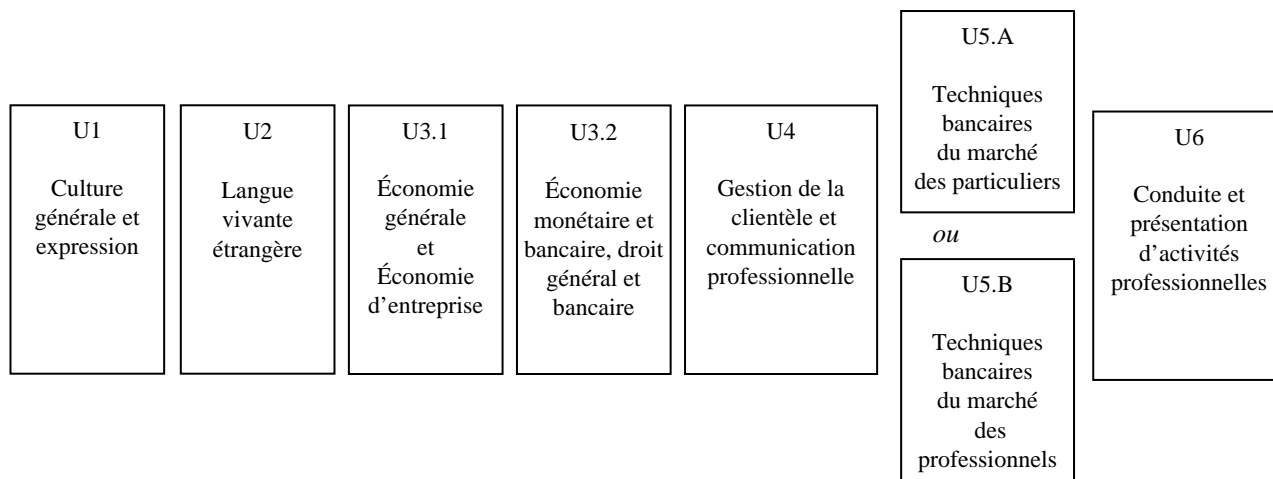 U1
Culture
générale et
expression
U2
Langue
vivante
étrangère
U3.1
Économie
générale
et
Économie
d’entreprise
U3.2
Économie
monétaire et
bancaire, droit
général et
bancaire
U4
Gestion de la
clientèle et
communication
professionnelle
U5.A
Techniques
bancaires
du marché
des particuliers
ou
U5.B
Techniques
bancaires
du marché
des
professionnels
U6
Conduite et
présentation
d’activités
professionnelles